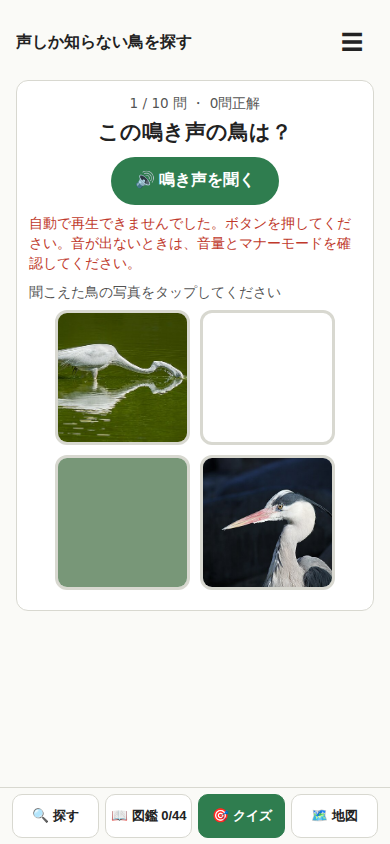 声しか知らない鳥を探す
☰
1 / 10 問 ・ 0問正解
この鳴き声の鳥は？
🔊 鳴き声を聞く
自動で再生できませんでした。ボタンを押してくだ
さい。音が出ないときは、音量とマナーモードを確
認してください。
聞こえた鳥の写真をタップしてください
🔍 探す
📖 図鑑 0/44
🎯 クイズ
🗺️ 地図